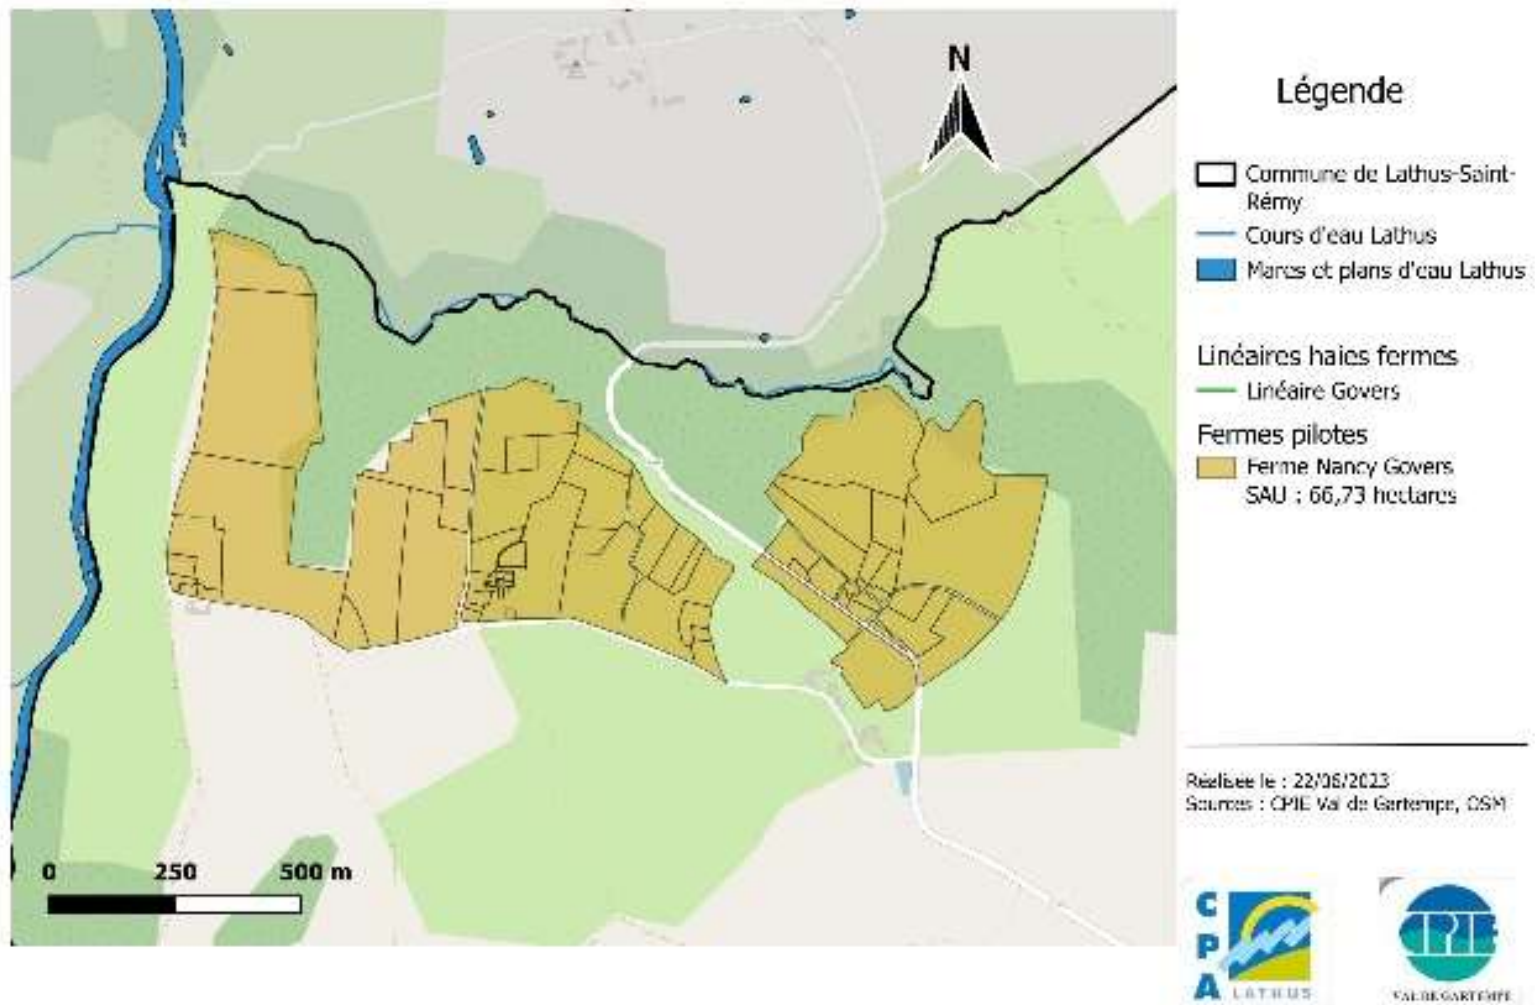 N
0 250 500 m
Légende
Commune de Lathus-Saint-
Rémy
Cours d'eau Lathus
Mares et plans d'eau Lathus
Linéaires haies fermes
Linéaire Govers
Fermes pilotes
Ferme Nancy Govers
SAU : 66,73 hectares
Réalisée le : 22/06/2023
Sources : CPIE Val de Gartempe, OSM
CPA
LATHUS
CPIE
VAL DE GARTEMPE